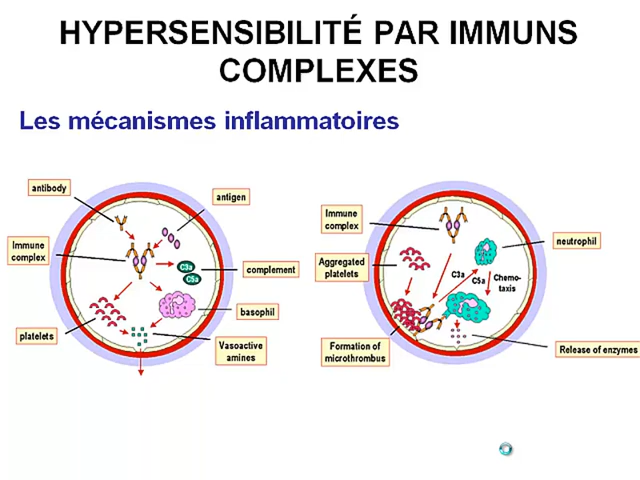 HYPERSENSIBILITÉ PAR IMMUNS
COMPLEXES
Les mécanismes inflammatoires
antibody
antigen
Immune
complex
C3a
C5a
complement
basophil
platelets
Vasoactive
amines
Immune
complex
neutrophil
Aggregated
platelets
C3a
C5a
Chemo-
taxis
Formation of
microthrombus
Release of enzymes